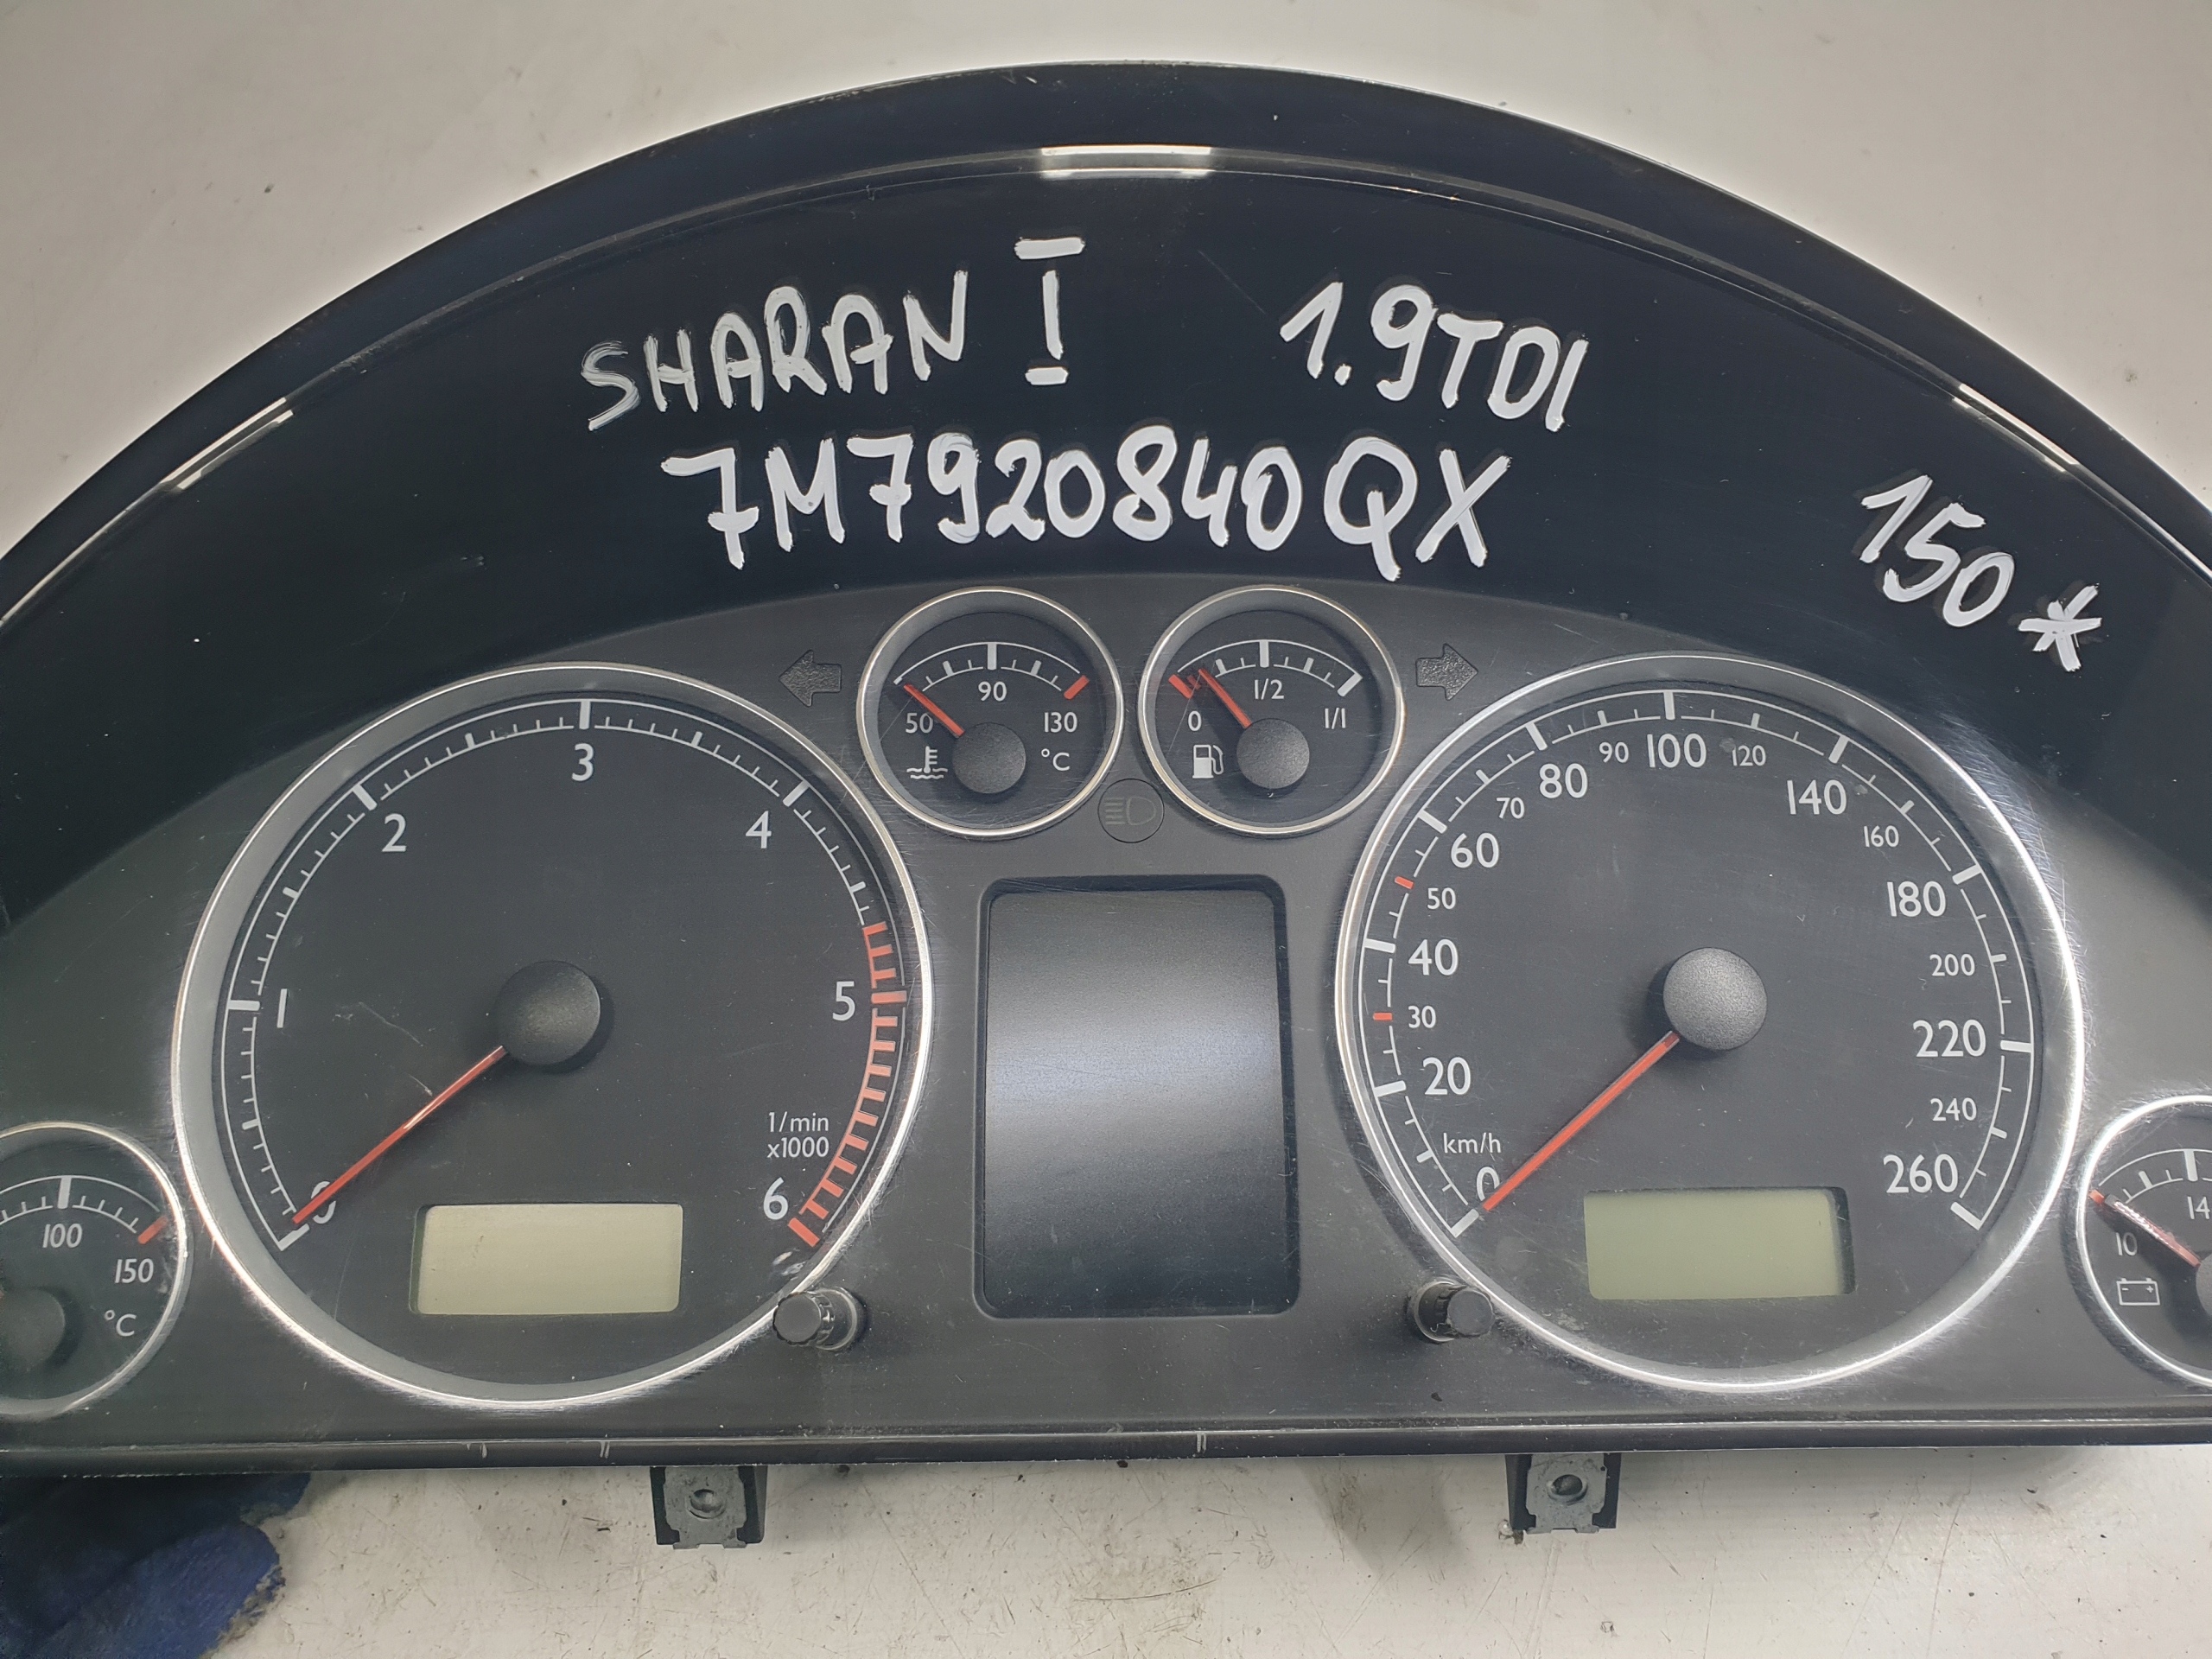 SHARAN I 1.9TDI
7M7920840QX
150*
50 90 130 °C
0 1/2 1/1
0 1 2 3 4 5 6
1/min
x1000
0 20 30 40 50 60 70 80 90 100 120 140 160 180 200 220 240 260
km/h
100 150 °C
10 14